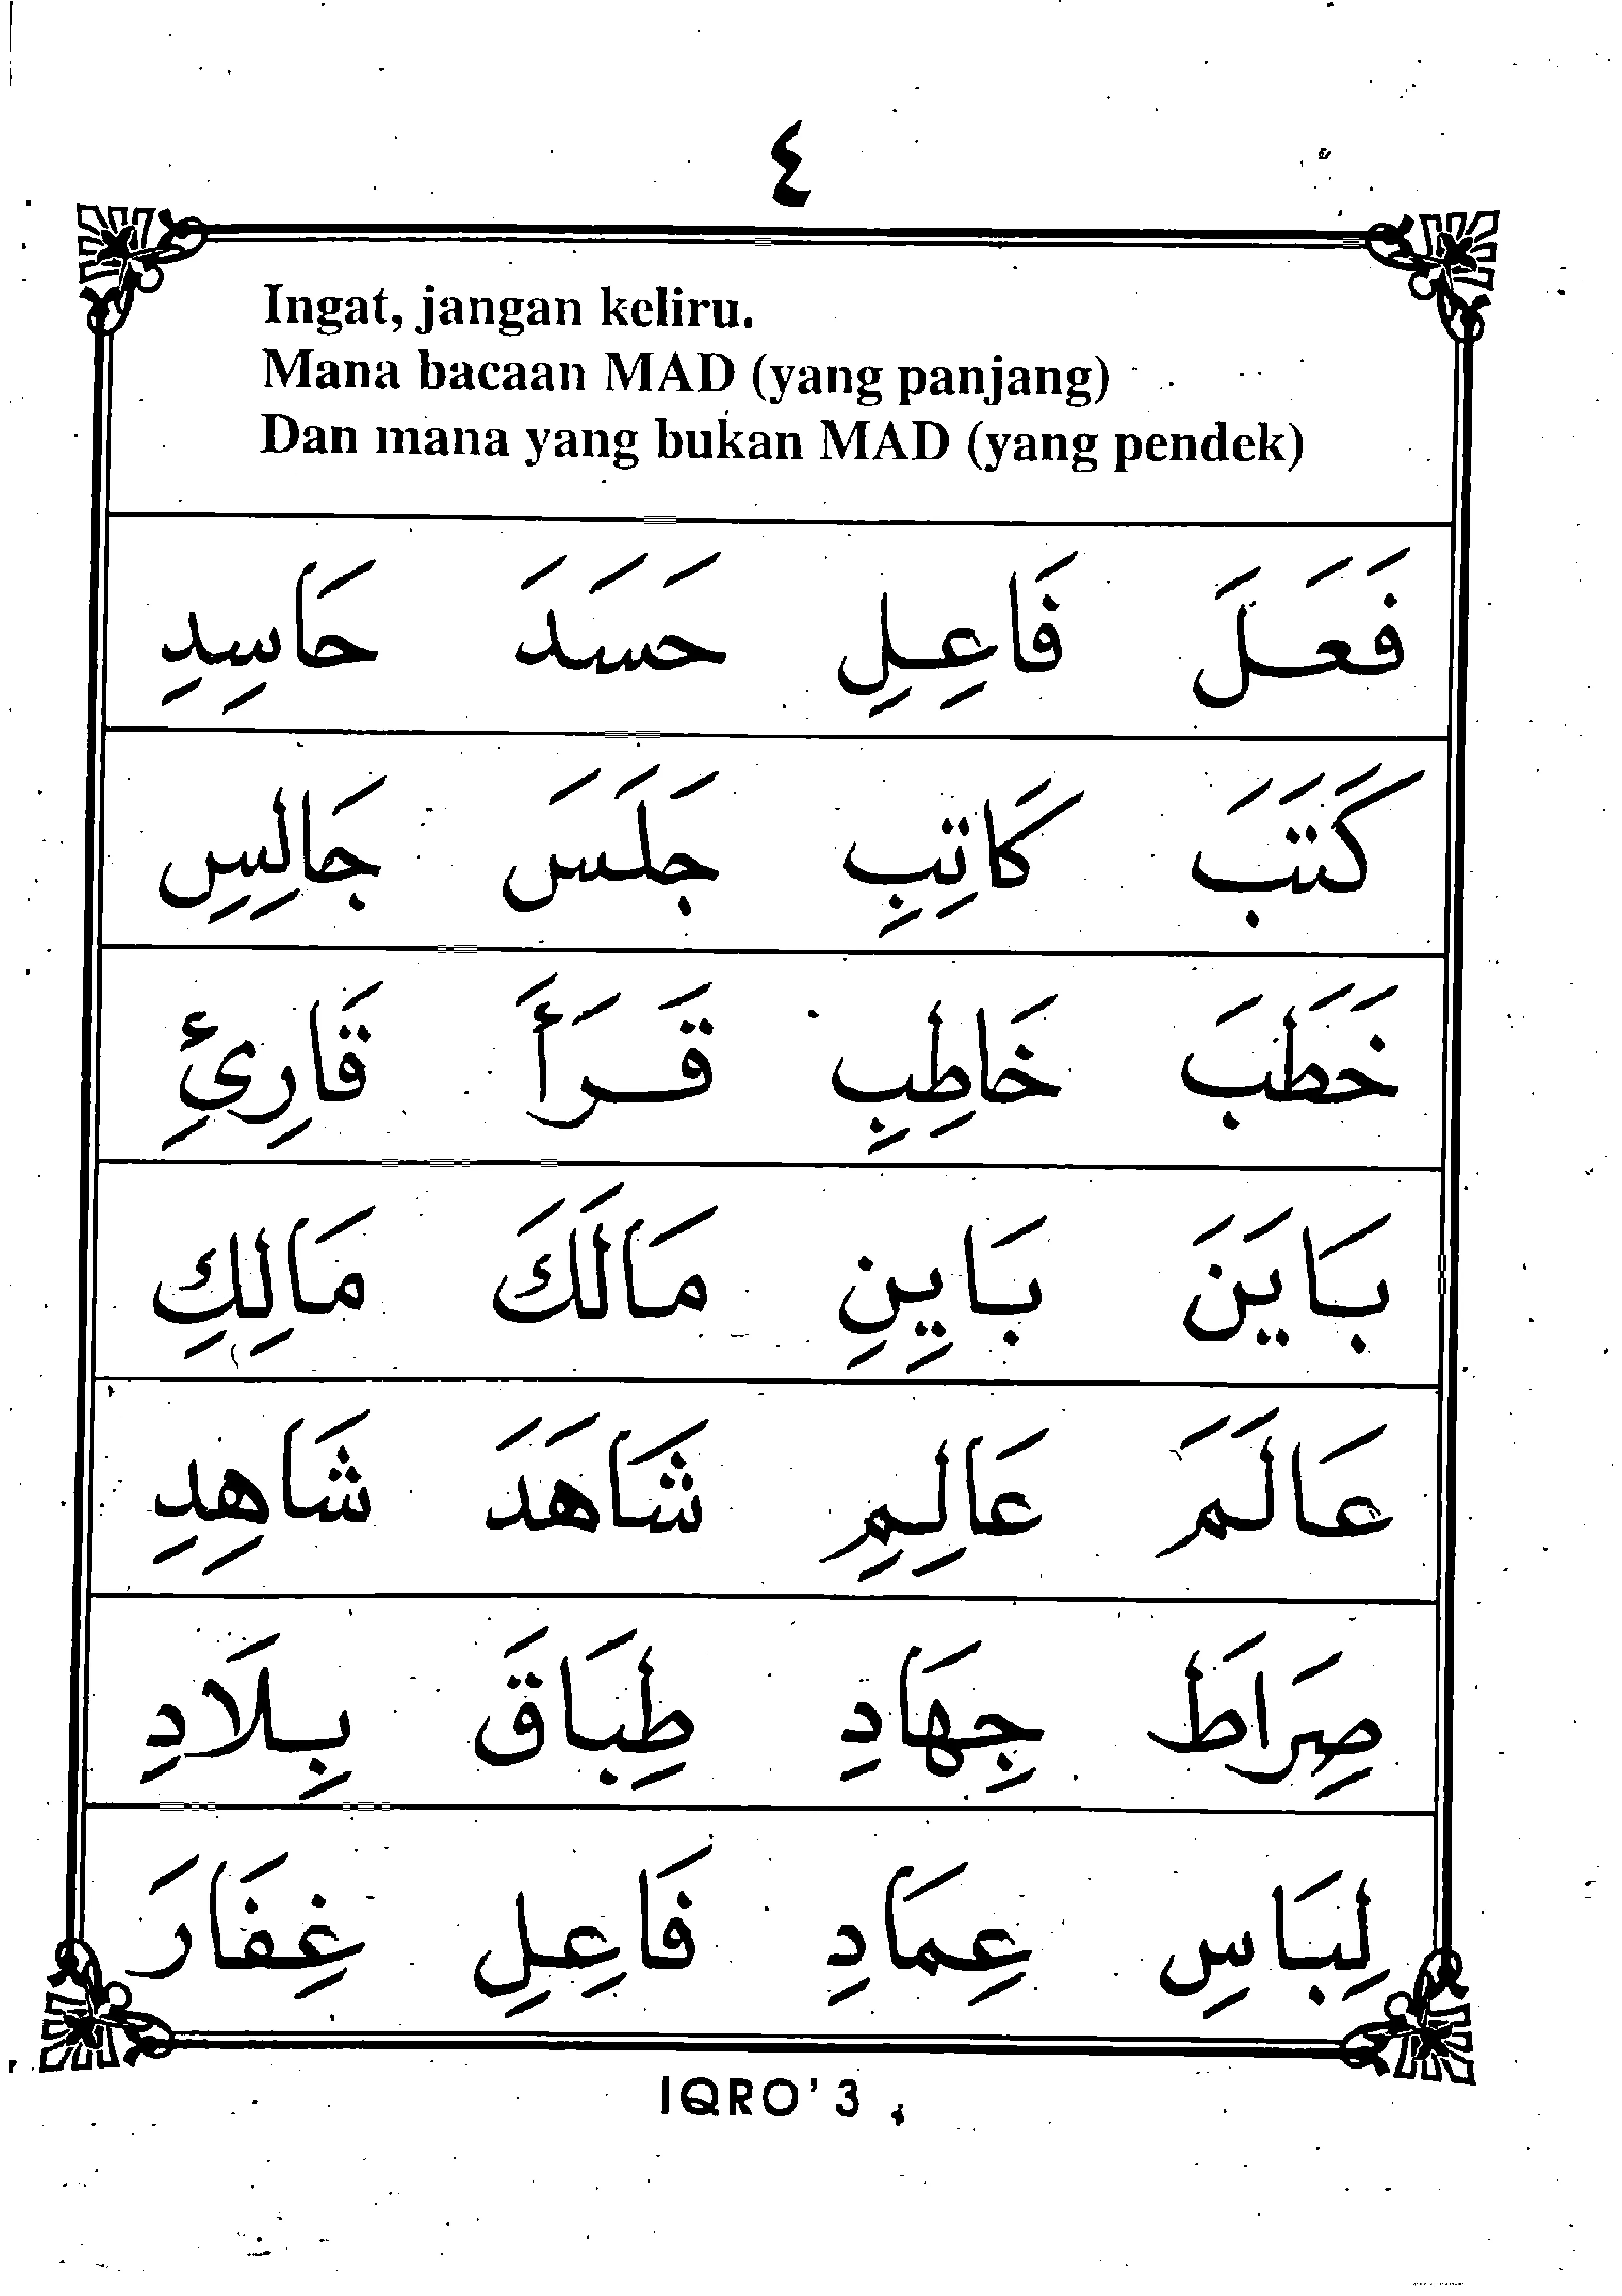 ٤
Ingat, jangan keliru.
Mana bacaan MAD (yang panjang)
Dan mana yang bukan MAD (yang pendek)
فَعَلَ فَاعِلِ حَسَدَ حَاسِدِ
كَتَبَ كَاتِبِ جَلَسَ جَالِسِ
خَطَبَ خَاطِبِ قَرَأَ قَارِئِ
بَايَنَ بَايِنِ مَالَكَ مَالِكِ
عَالَمَ عَالِمِ شَاهَدَ شَاهِدِ
صِرَاطَ جِهَادِ طِبَاقَ بِلَادِ
لِبَاسِ عِمَادِ فَاعِلِ غِفَارَ
IQRO' 3